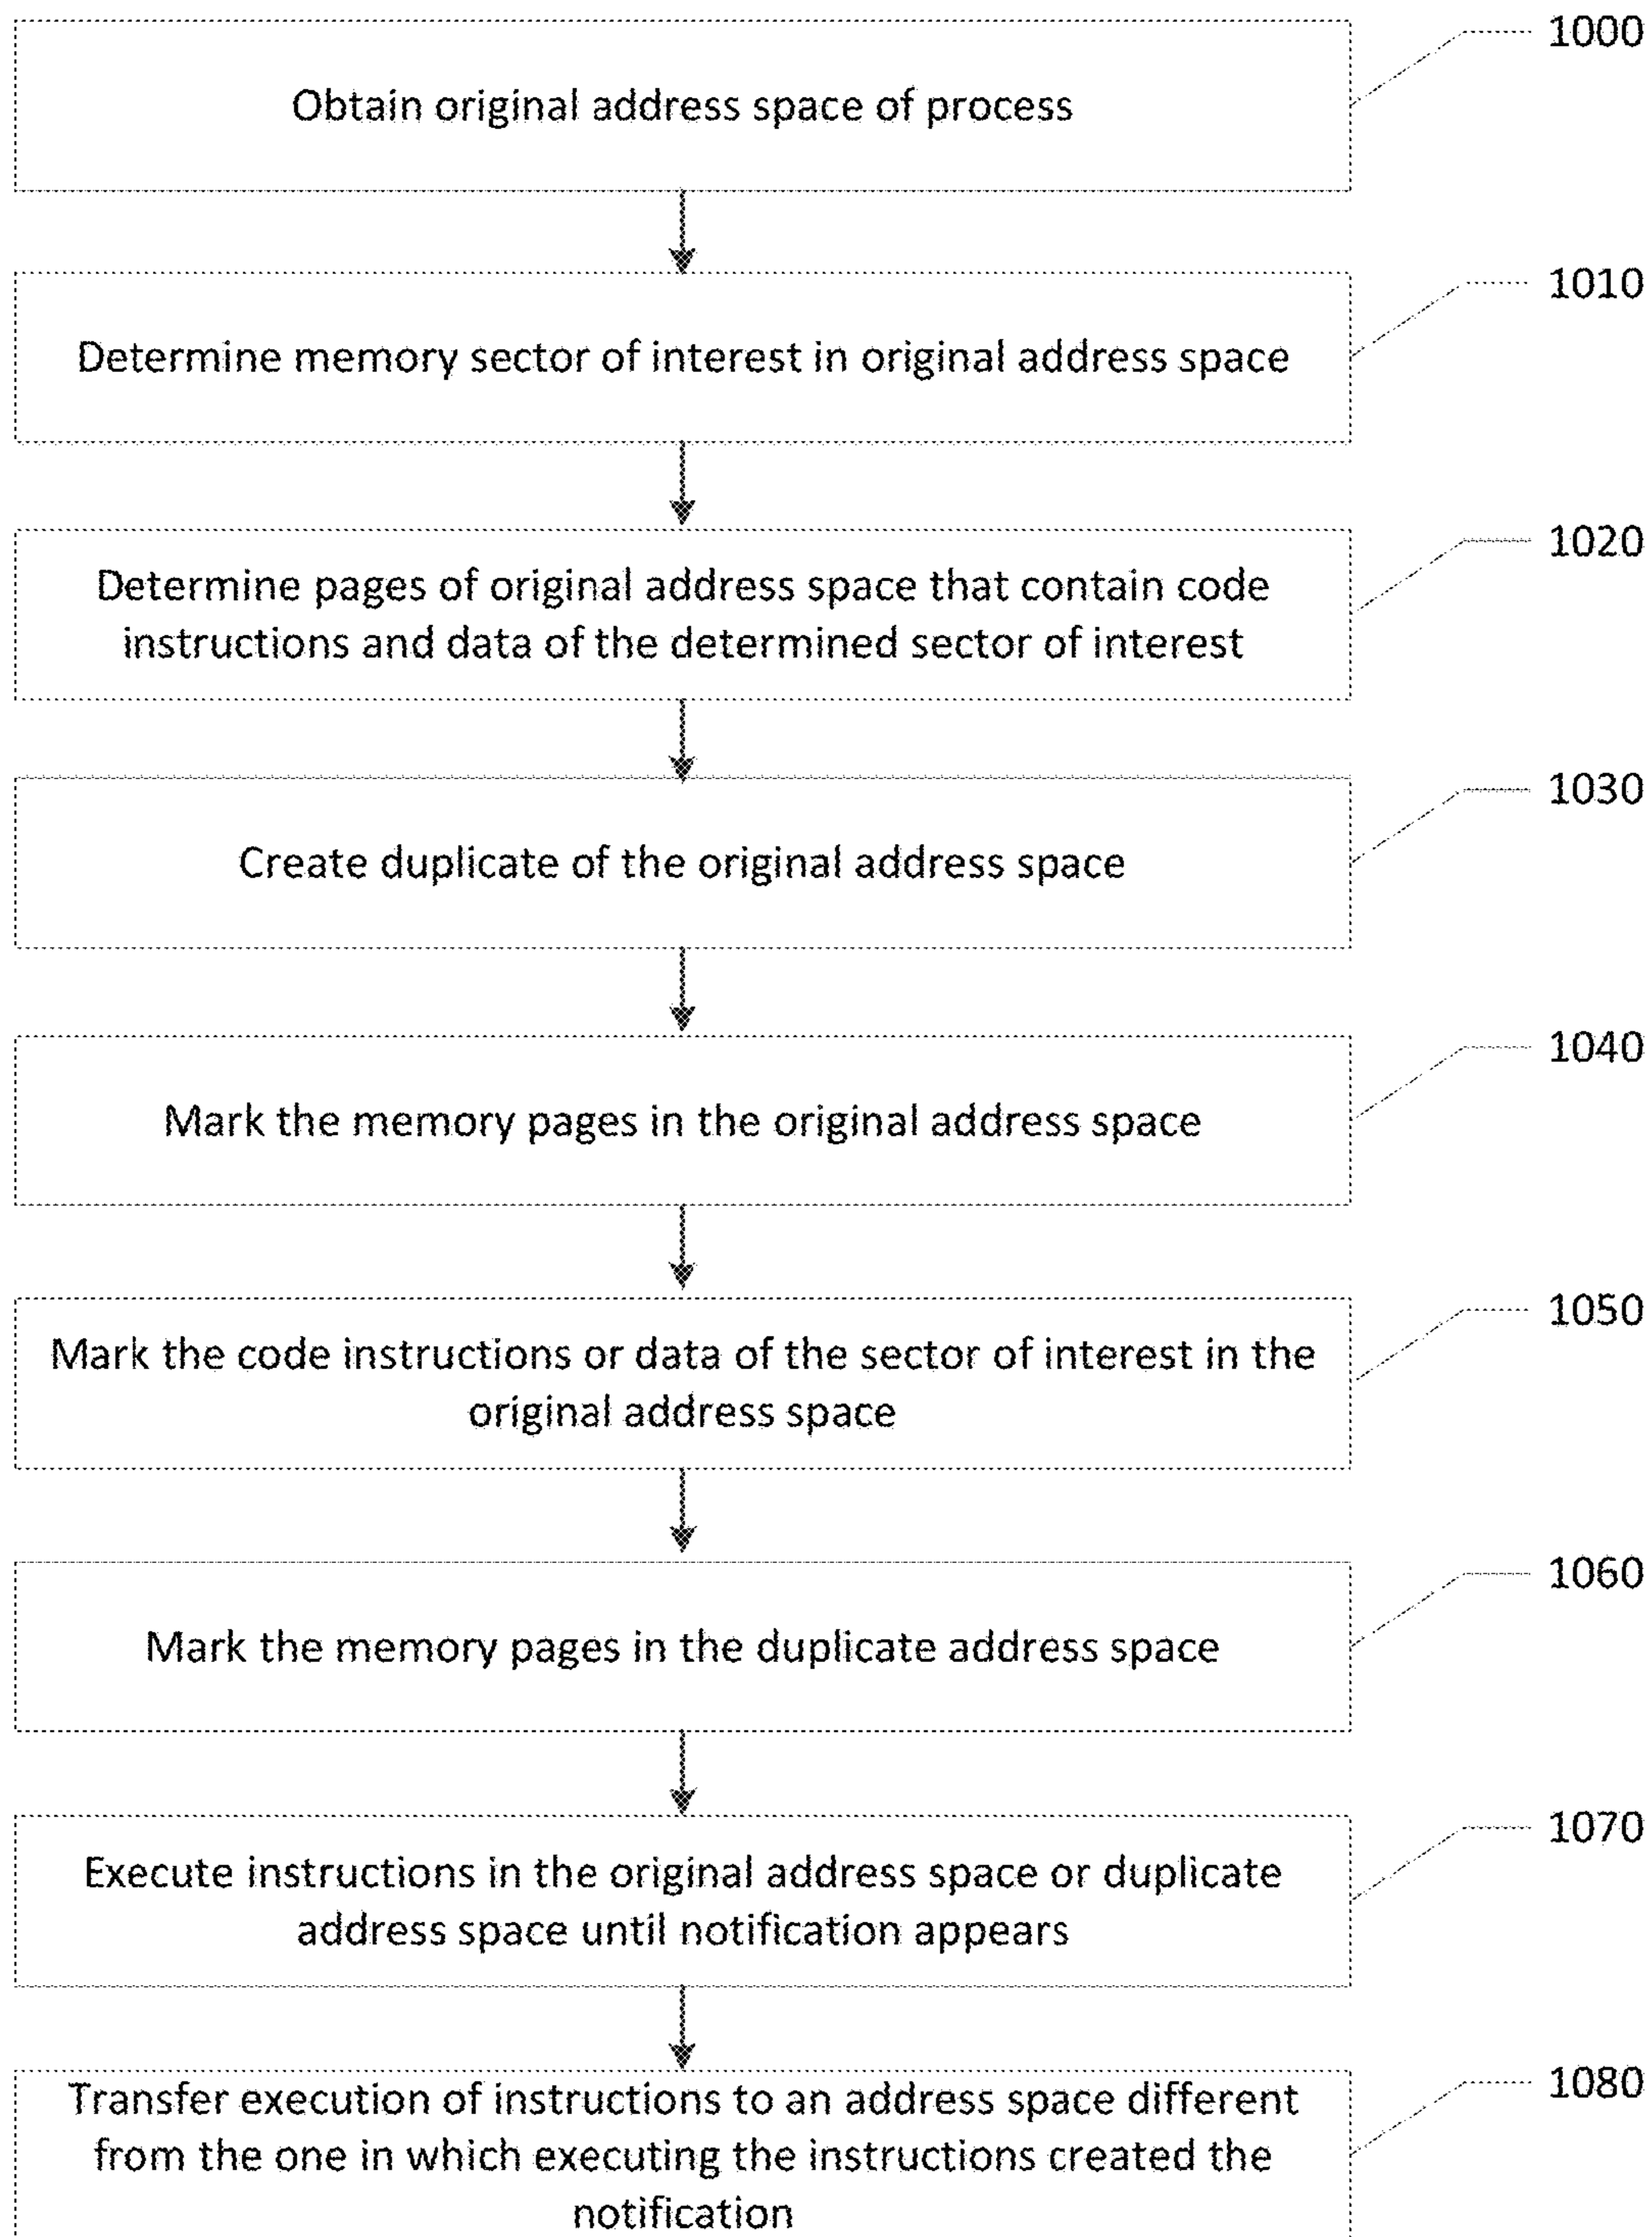 1000
Obtain original address space of process
1010
Determine memory sector of interest in original address space
1020
Determine pages of original address space that contain code
instructions and data of the determined sector of interest
1030
Create duplicate of the original address space
1040
Mark the memory pages in the original address space
1050
Mark the code instructions or data of the sector of interest in the
original address space
1060
Mark the memory pages in the duplicate address space
1070
Execute instructions in the original address space or duplicate
address space until notification appears
1080
Transfer execution of instructions to an address space different
from the one in which executing the instructions created the
notification